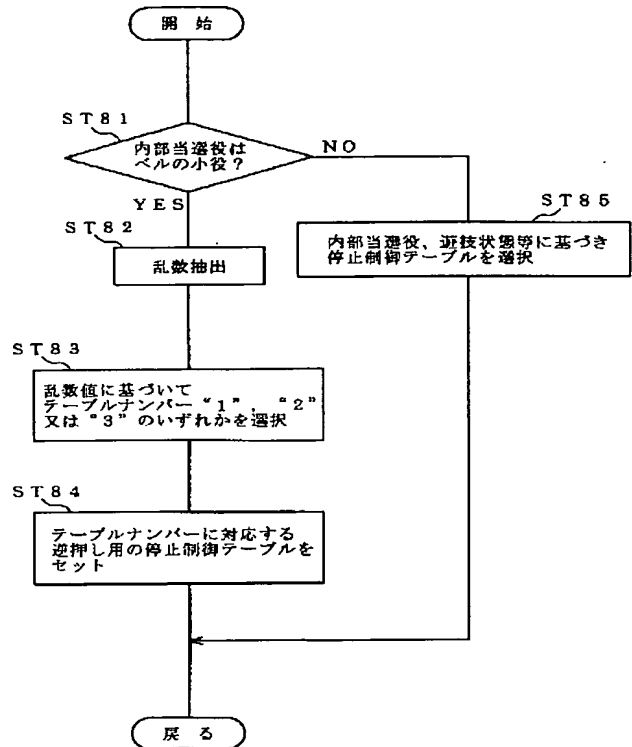 開始
ST81
内部当選役は
ベルの小役？
NO
YES
ST85
内部当選役、遊技状態等に基づき
停止制御テーブルを選択
ST82
乱数抽出
ST83
乱数値に基づいて
テーブルナンバー“1”，“2”
又は“3”のいずれかを選択
ST84
テーブルナンバーに対応する
逆押し用の停止制御テーブルを
セット
戻る